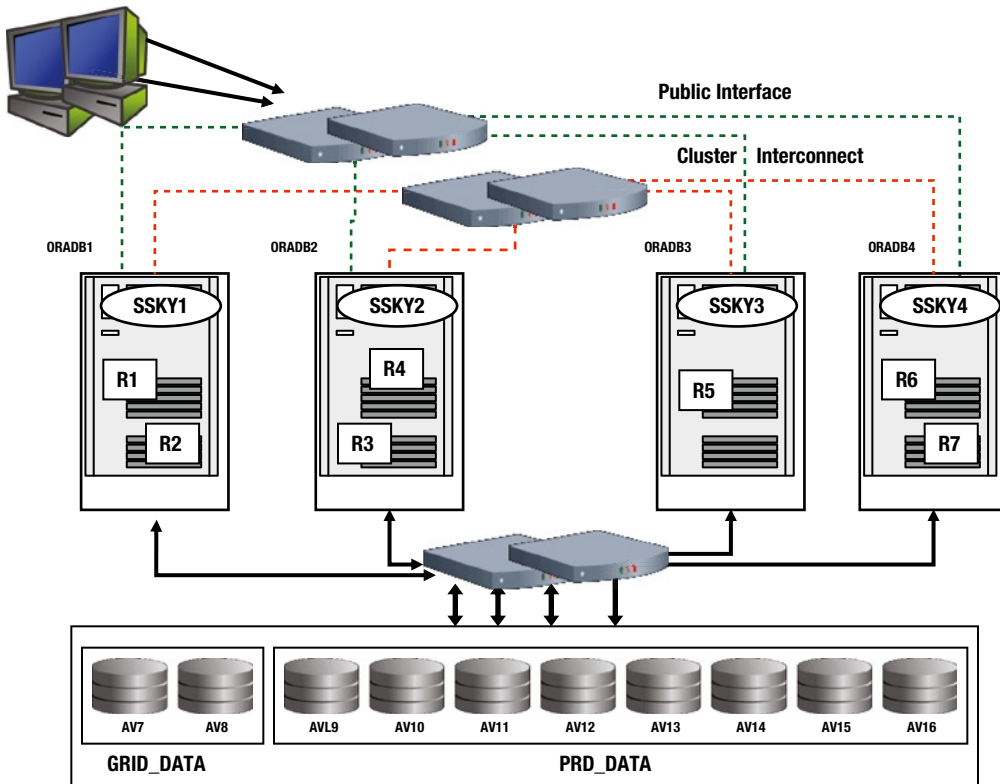 Public Interface
Cluster Interconnect
ORADB1
ORADB2
ORADB3
ORADB4
SSKY1
SSKY2
SSKY3
SSKY4
R1
R4
R5
R6
R2
R3
R7
AV7
AV8
AVL9
AV10
AV11
AV12
AV13
AV14
AV15
AV16
GRID_DATA
PRD_DATA